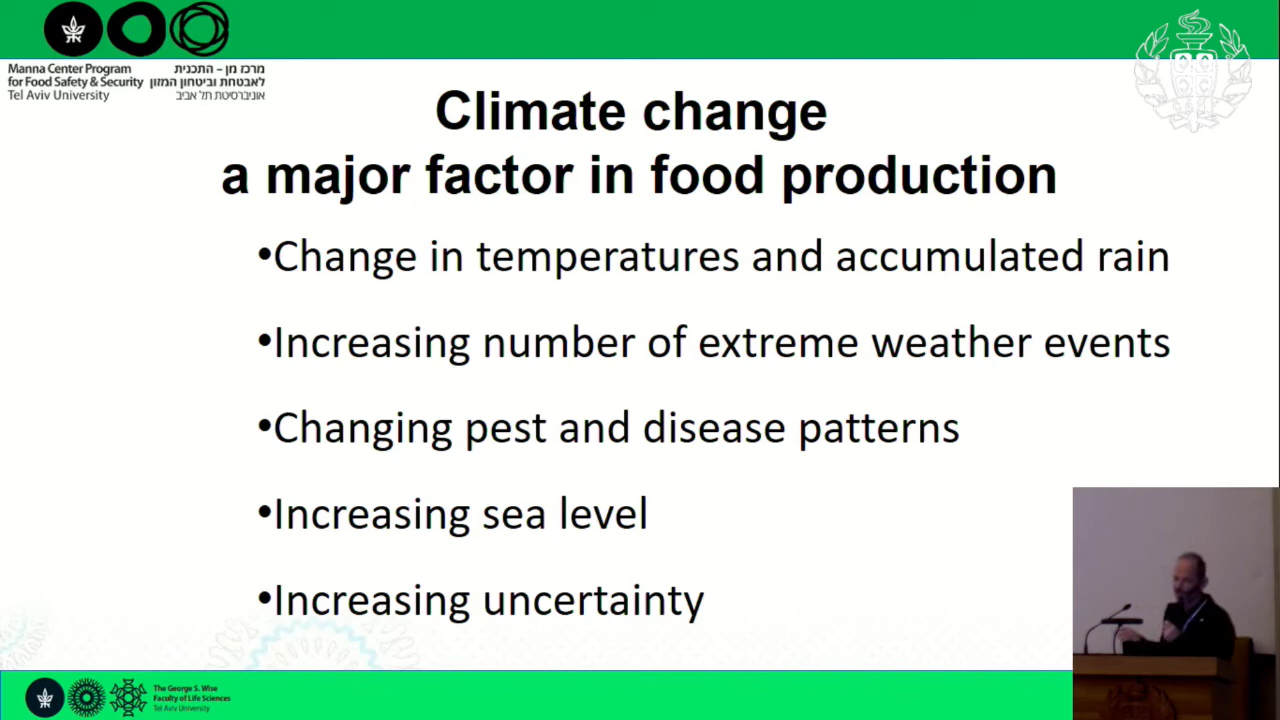 Manna Center Program
for Food Safety & Security
Tel Aviv University
מרכז מן – התכנית
לאבטחת וביטחון המזון
אוניברסיטת תל אביב
Climate change
a major factor in food production
•Change in temperatures and accumulated rain
•Increasing number of extreme weather events
•Changing pest and disease patterns
•Increasing sea level
•Increasing uncertainty
The George S. Wise
Faculty of Life Sciences
Tel Aviv University